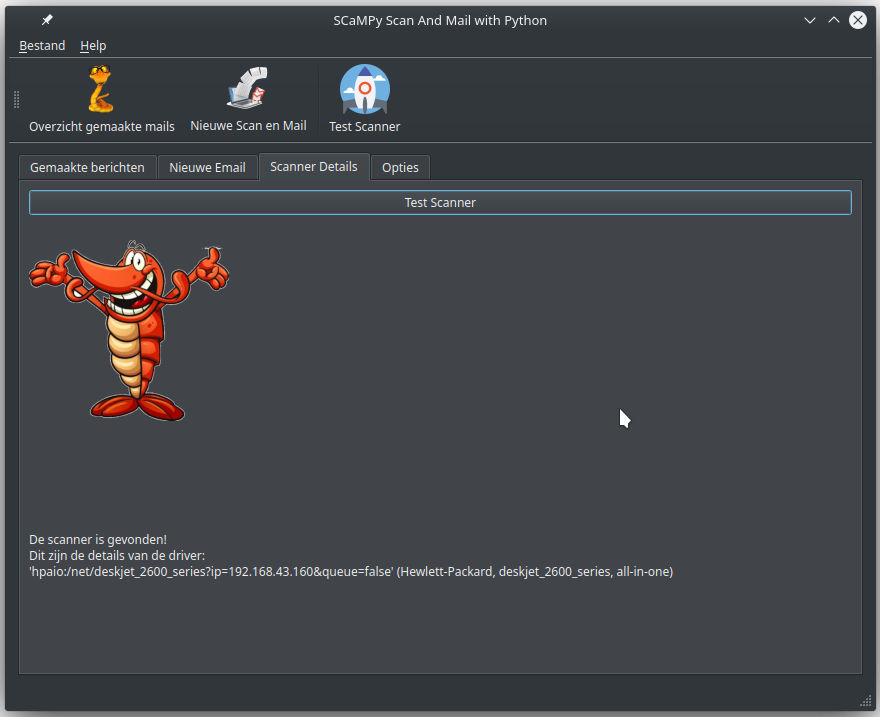 SCaMPy Scan And Mail with Python
Bestand Help
Overzicht gemaakte mails Nieuwe Scan en Mail Test Scanner
Gemaakte berichten Nieuwe Email Scanner Details Opties
Test Scanner
De scanner is gevonden!
Dit zijn de details van de driver:
'hpaio:/net/deskjet_2600_series?ip=192.168.43.160&queue=false' (Hewlett-Packard, deskjet_2600_series, all-in-one)